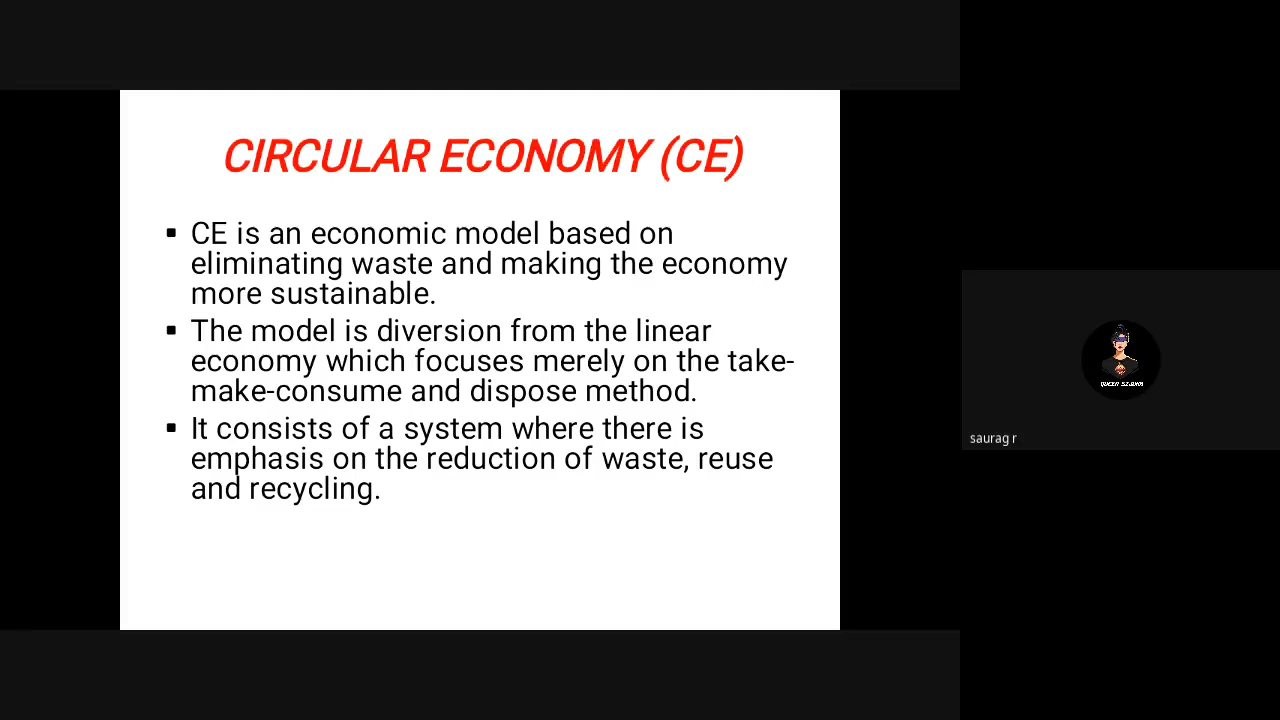 CIRCULAR ECONOMY (CE)
▪ CE is an economic model based on
eliminating waste and making the economy
more sustainable.
▪ The model is diversion from the linear
economy which focuses merely on the take-
make-consume and dispose method.
▪ It consists of a system where there is
emphasis on the reduction of waste, reuse
and recycling.
QUEEN
saurag r